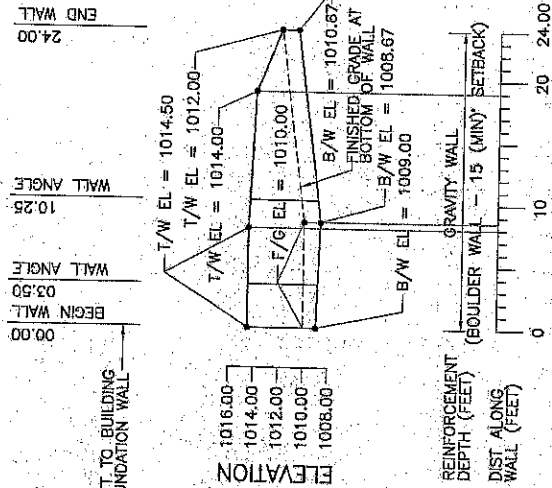 00.00
BEGIN WALL
03.50
WALL ANGLE
10.25
WALL ANGLE
24.00
END WALL
T TO BUILDING
UNDATION WALL
T/W EL = 1014.50
T/W EL = 1012.00
T/W EL = 1014.00
F/G EL = 1010.00
B/W EL = 1010.67
FINISHED GRADE AT
BOTTOM OF WALL
B/W EL = 1008.67
B/W EL = 1009.00
ELEVATION
1016.00
1014.00
1012.00
1010.00
1008.00
REINFORCEMENT
DEPTH (FEET)
GRAVITY WALL
(BOULDER WALL - .15 (MIN)' SETBACK)
DIST. ALONG
WALL (FEET)
0
10
20
24.00